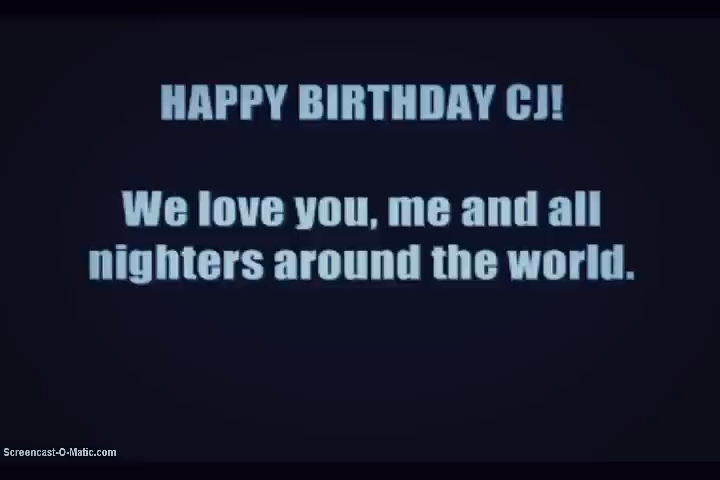 HAPPY BIRTHDAY CJ!
We love you, me and all
nighters around the world.
Screencast-O-Matic.com